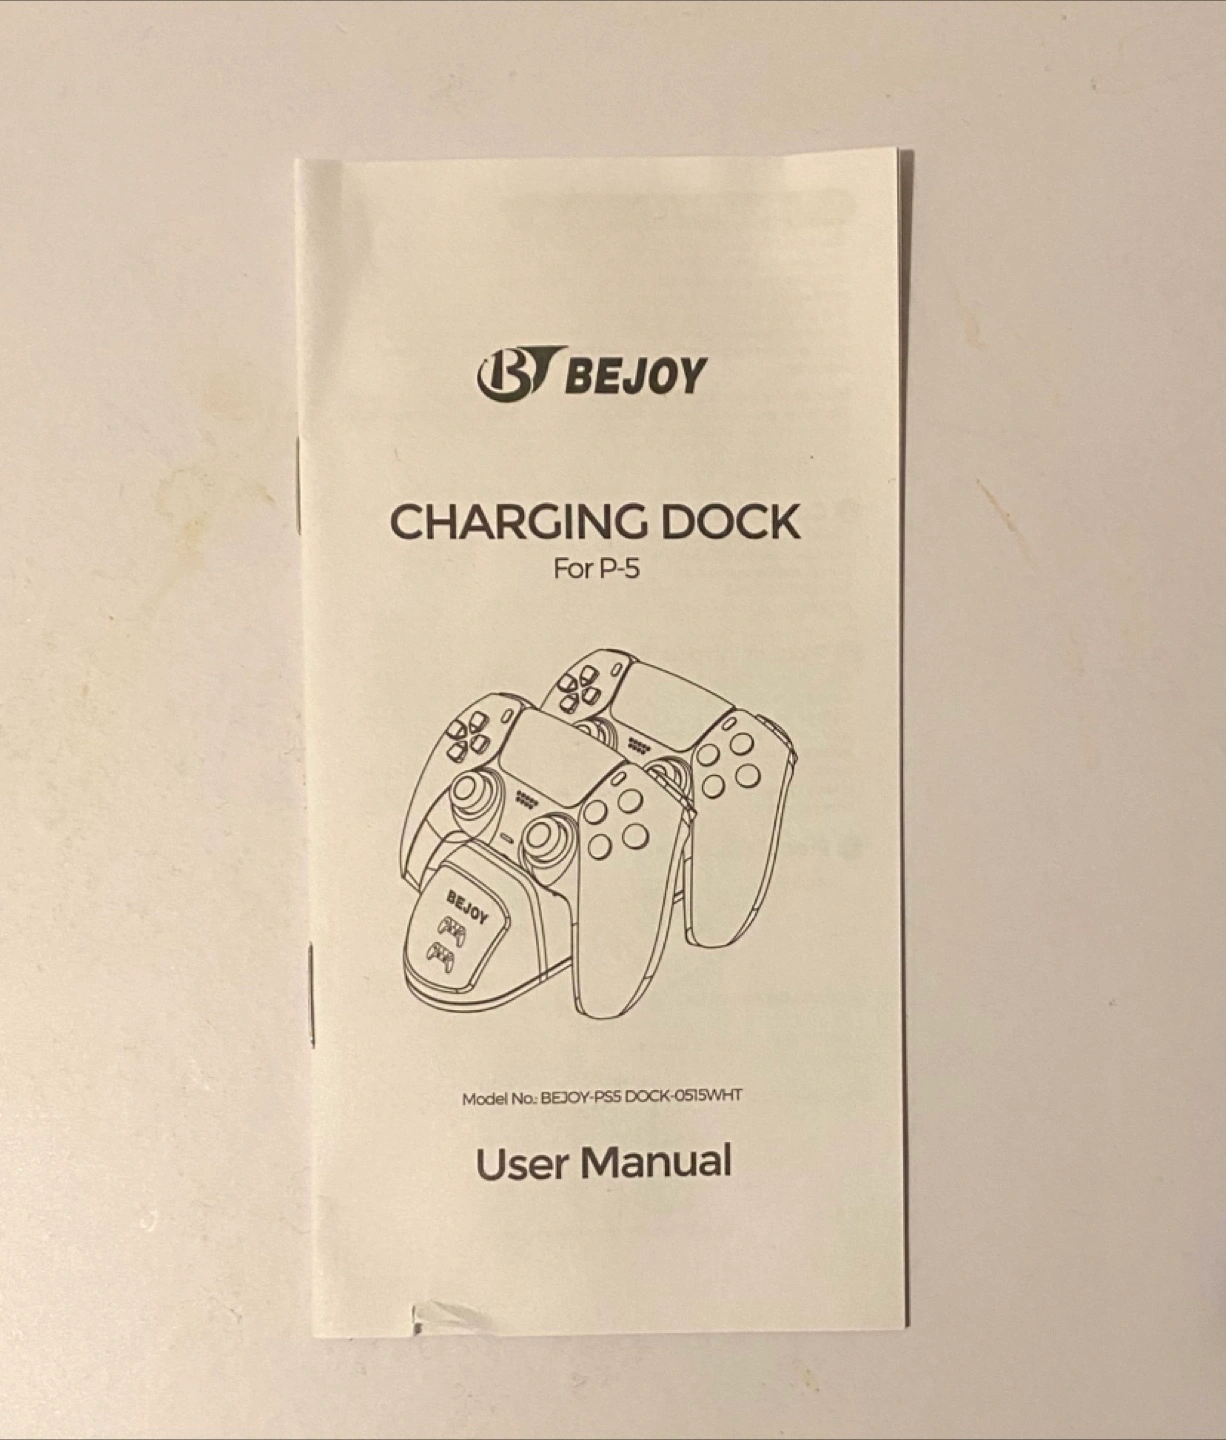 BEJOY
CHARGING DOCK
For P-5
BEJOY
Model No.: BEJOY-PS5 DOCK-0515WHT
User Manual